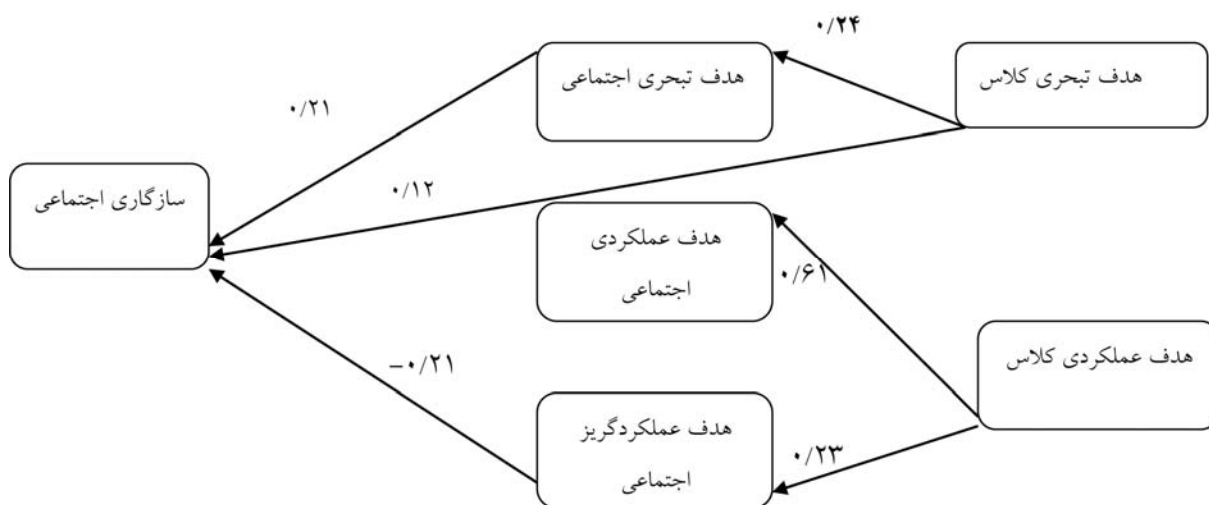 ۰/۲۴
هدف تبحری کلاس
هدف تبحری اجتماعی
۰/۲۱
سازگاری اجتماعی
۰/۱۲
هدف عملکردی
اجتماعی
۰/۶۱
هدف عملکردی کلاس
-۰/۲۱
هدف عملکردگریز
اجتماعی
۰/۲۳